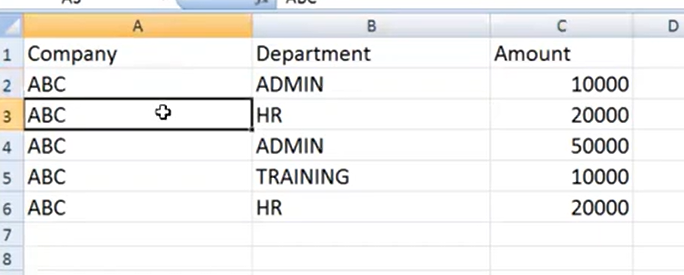 A B C D
1 Company Department Amount
2 ABC ADMIN 10000
3 ABC HR 20000
4 ABC ADMIN 50000
5 ABC TRAINING 10000
6 ABC HR 20000
7
8